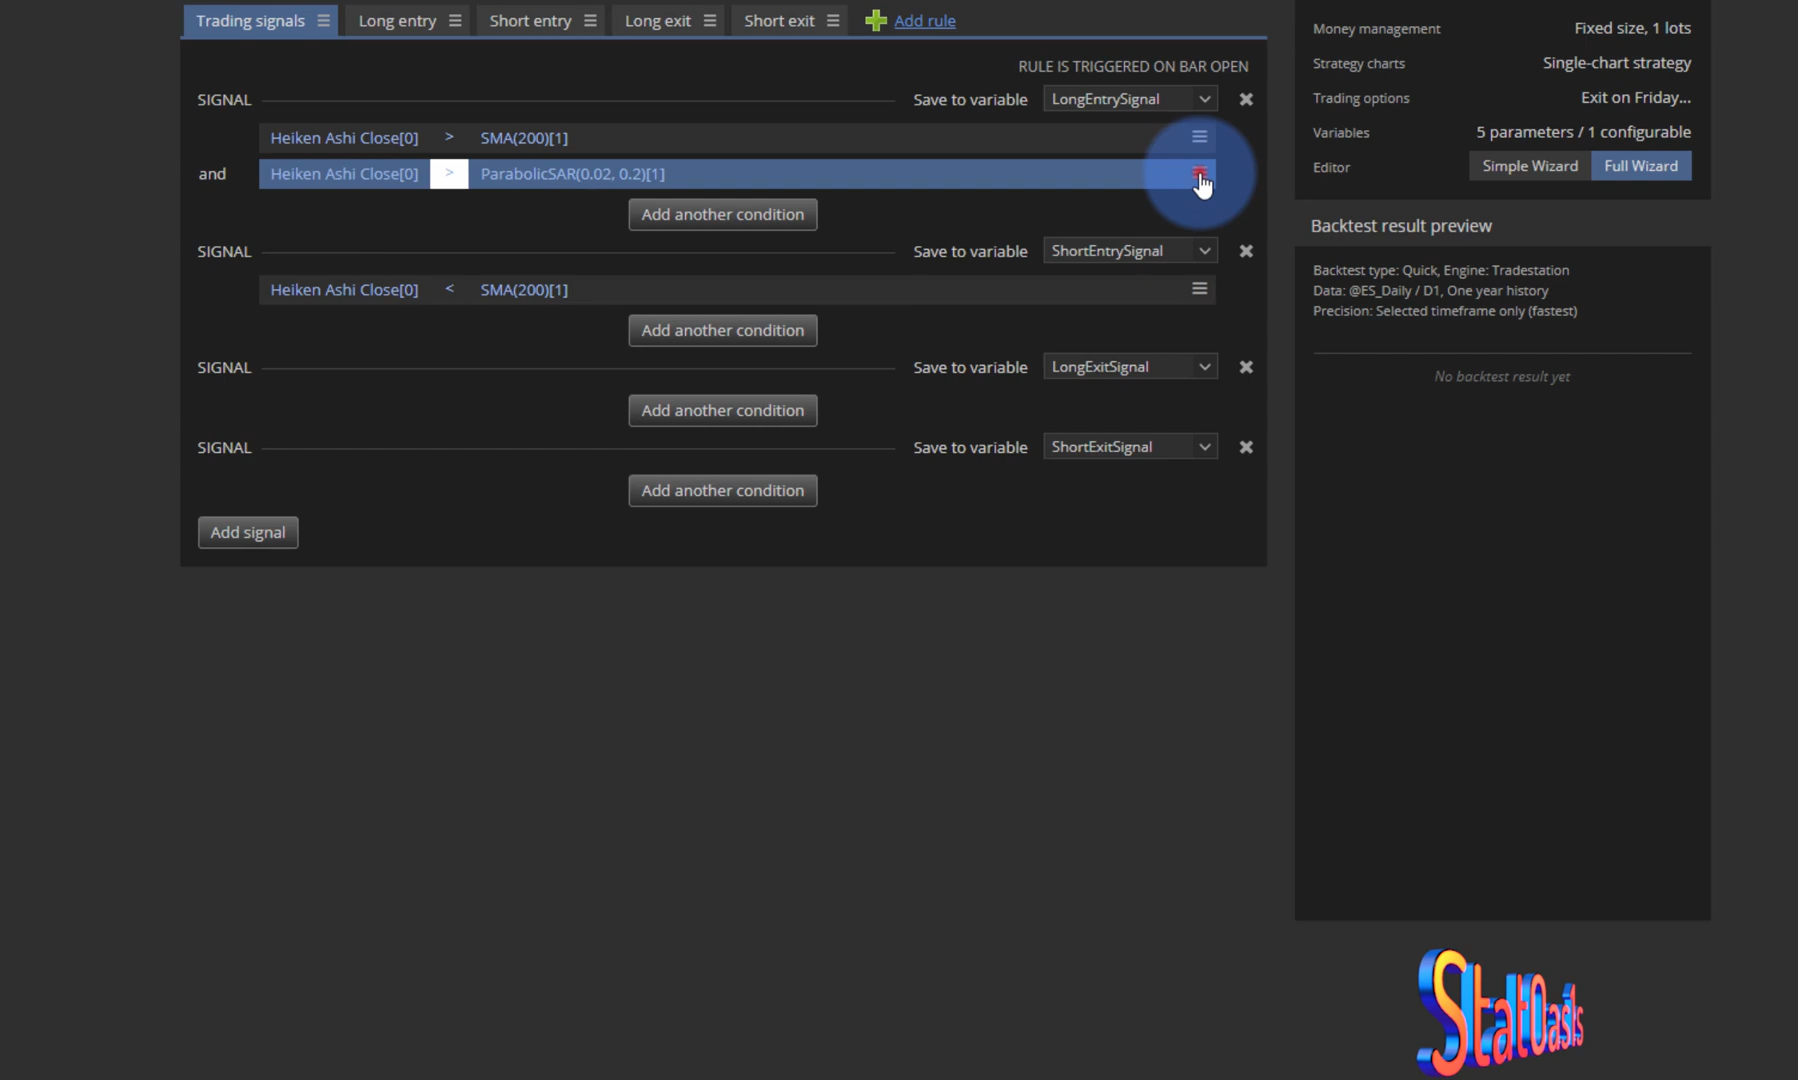 Trading signals Long entry Short entry Long exit Short exit Add rule
RULE IS TRIGGERED ON BAR OPEN
SIGNAL Save to variable LongEntrySignal
Heiken Ashi Close[0] > SMA(200)[1]
and Heiken Ashi Close[0] > ParabolicSAR(0.02, 0.2)[1]
Add another condition
SIGNAL Save to variable ShortEntrySignal
Heiken Ashi Close[0] < SMA(200)[1]
Add another condition
SIGNAL Save to variable LongExitSignal
Add another condition
SIGNAL Save to variable ShortExitSignal
Add another condition
Add signal
Money management Fixed size, 1 lots
Strategy charts Single-chart strategy
Trading options Exit on Friday...
Variables 5 parameters / 1 configurable
Editor Simple Wizard Full Wizard
Backtest result preview
Backtest type: Quick, Engine: Tradestation
Data: @ES_Daily / D1, One year history
Precision: Selected timeframe only (fastest)
No backtest result yet
StatOasis